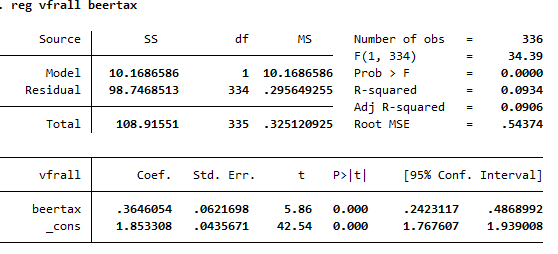 . reg vfrall beertax
Source SS df MS Number of obs = 336
F(1, 334) = 34.39
Model 10.1686586 1 10.1686586 Prob > F = 0.0000
Residual 98.7468513 334 .295649255 R-squared = 0.0934
Adj R-squared = 0.0906
Total 108.91551 335 .325120925 Root MSE = .54374
vfrall Coef. Std. Err. t P>|t| [95% Conf. Interval]
beertax .3646054 .0621698 5.86 0.000 .2423117 .4868992
_cons 1.853308 .0435671 42.54 0.000 1.767607 1.939008